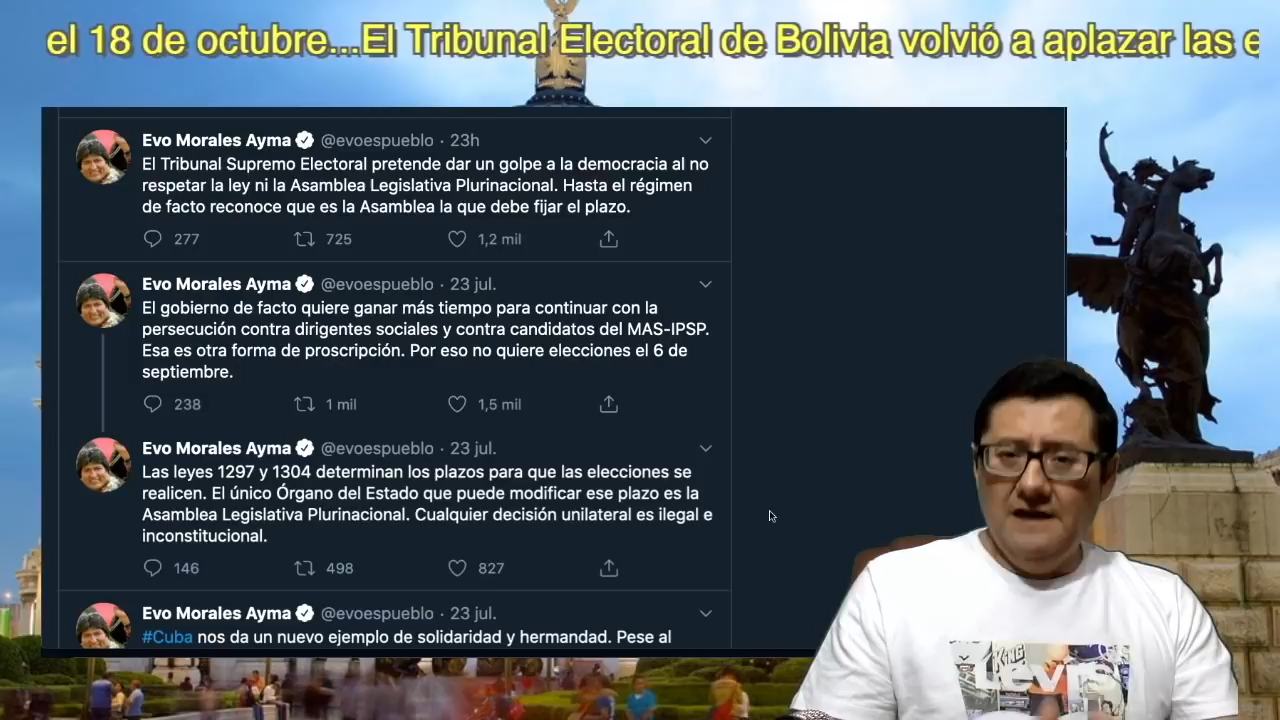 el 18 de octubre...El Tribunal Electoral de Bolivia volvió a aplazar las e
Evo Morales Ayma @evoespueblo · 23h
El Tribunal Supremo Electoral pretende dar un golpe a la democracia al no
respetar la ley ni la Asamblea Legislativa Plurinacional. Hasta el régimen
de facto reconoce que es la Asamblea la que debe fijar el plazo.
277 725 1,2 mil
Evo Morales Ayma @evoespueblo · 23 jul.
El gobierno de facto quiere ganar más tiempo para continuar con la
persecución contra dirigentes sociales y contra candidatos del MAS-IPSP.
Esa es otra forma de proscripción. Por eso no quiere elecciones el 6 de
septiembre.
238 1 mil 1,5 mil
Evo Morales Ayma @evoespueblo · 23 jul.
Las leyes 1297 y 1304 determinan los plazos para que las elecciones se
realicen. El único Órgano del Estado que puede modificar ese plazo es la
Asamblea Legislativa Plurinacional. Cualquier decisión unilateral es ilegal e
inconstitucional.
146 498 827
Evo Morales Ayma @evoespueblo · 23 jul.
#Cuba nos da un nuevo ejemplo de solidaridad y hermandad. Pese al
KING
Levi's